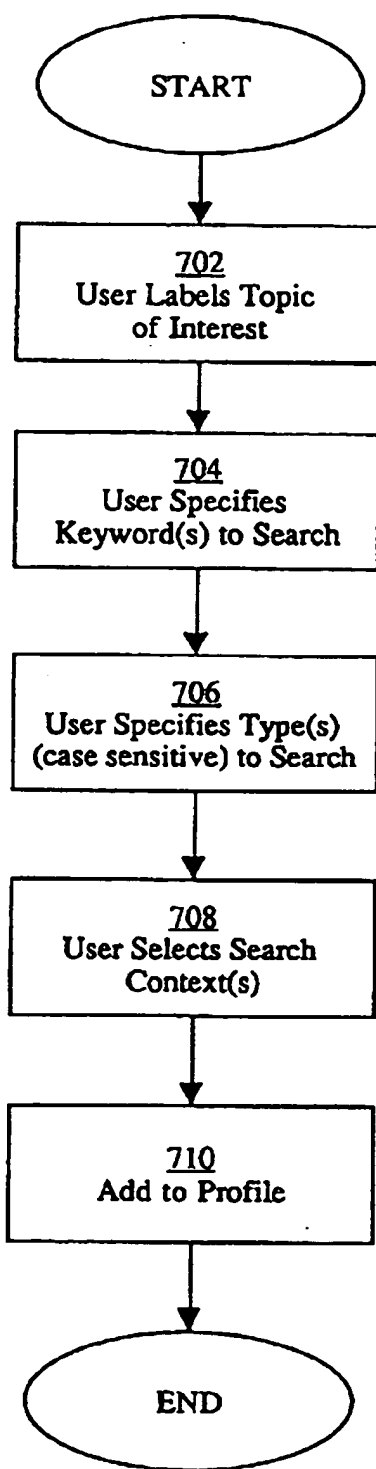 START
702
User Labels Topic
of Interest
704
User Specifies
Keyword(s) to Search
706
User Specifies Type(s)
(case sensitive) to Search
708
User Selects Search
Context(s)
710
Add to Profile
END